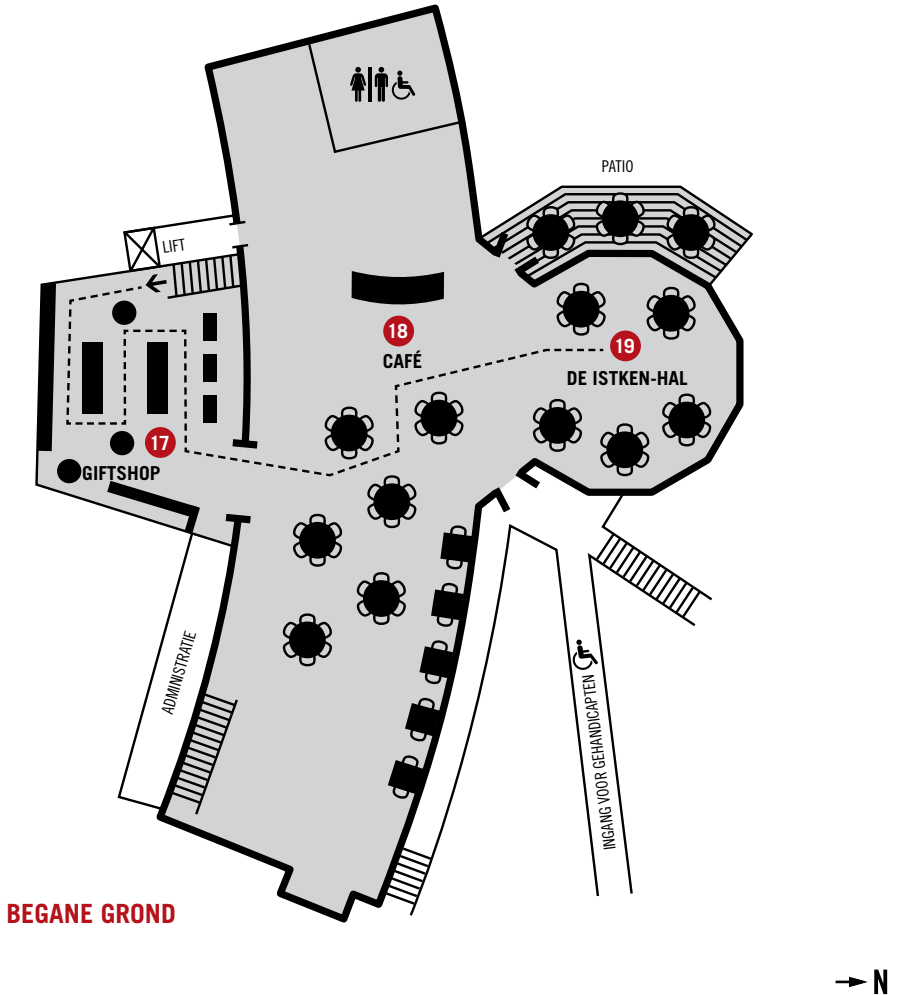 PATIO
LIFT
18
CAFÉ
19
DE ISTKEN-HAL
17
GIFTSHOP
ADMINISTRATIE
INGANG VOOR GEHANDICAPTEN
BEGANE GROND
N